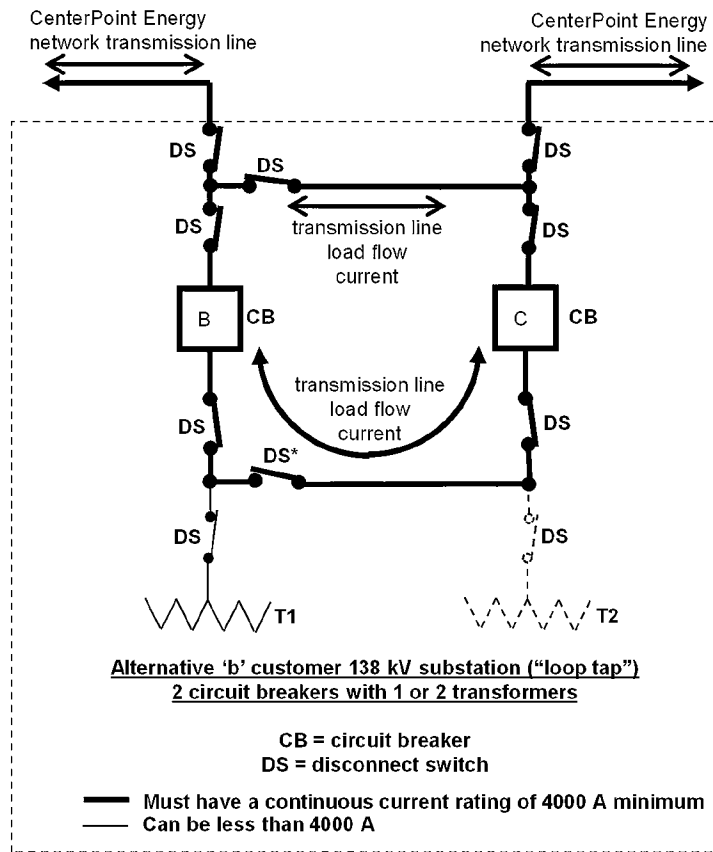 CenterPoint Energy
network transmission line
CenterPoint Energy
network transmission line
DS
DS
DS
DS
transmission line
load flow
current
DS
B
CB
C
CB
transmission line
load flow
current
DS
DS*
DS
DS
DS
T1
T2
Alternative ‘b’ customer 138 kV substation (“loop tap”)
2 circuit breakers with 1 or 2 transformers
CB = circuit breaker
DS = disconnect switch
Must have a continuous current rating of 4000 A minimum
Can be less than 4000 A